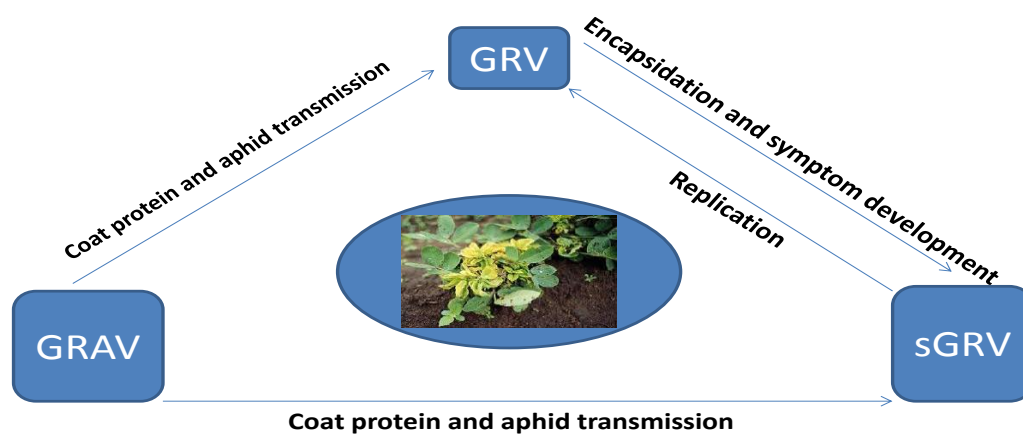 GRV
Encapsidation and symptom development
Coat protein and aphid transmission
Replication
GRAV
sGRV
Coat protein and aphid transmission